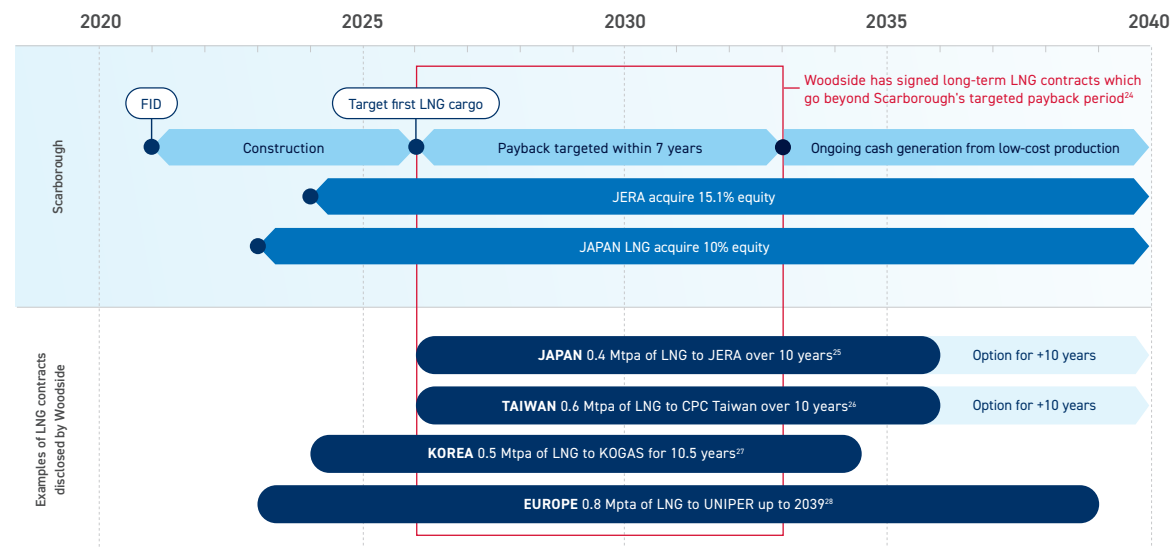 2020 2025 2030 2035 2040
Woodside has signed long-term LNG contracts which
go beyond Scarborough's targeted payback period²⁴
FID
Target first LNG cargo
Scarborough
Construction
Payback targeted within 7 years
Ongoing cash generation from low-cost production
JERA acquire 15.1% equity
JAPAN LNG acquire 10% equity
Examples of LNG contracts
disclosed by Woodside
JAPAN 0.4 Mtpa of LNG to JERA over 10 years²⁵
Option for +10 years
TAIWAN 0.6 Mtpa of LNG to CPC Taiwan over 10 years²⁶
Option for +10 years
KOREA 0.5 Mtpa of LNG to KOGAS for 10.5 years²⁷
EUROPE 0.8 Mpta of LNG to UNIPER up to 2039²⁸